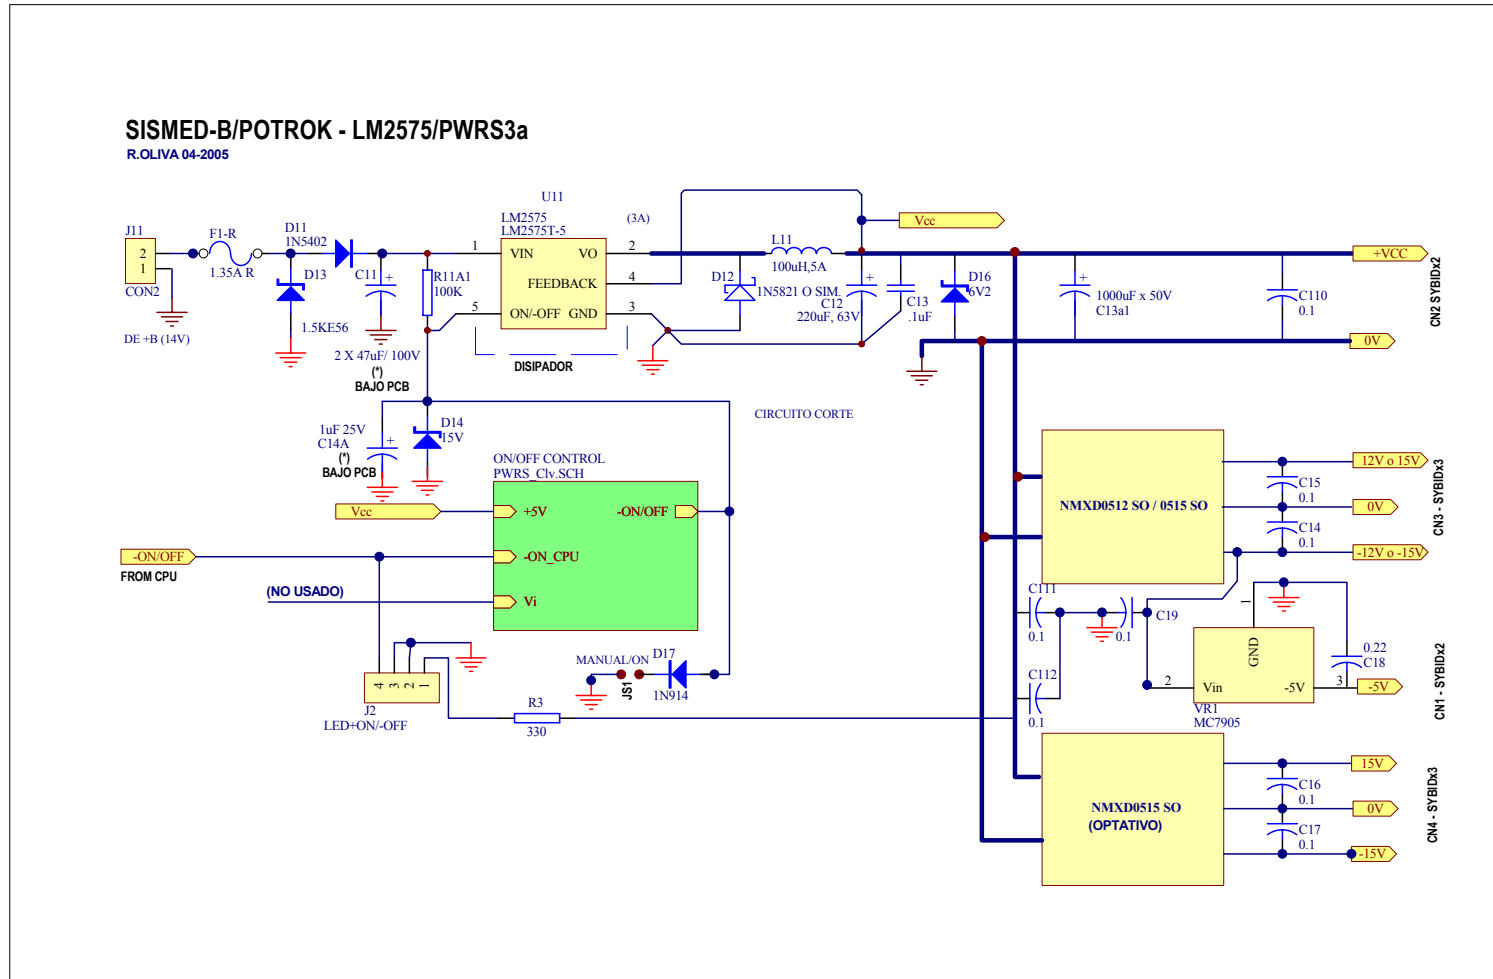 SISMED-B/POTROK - LM2575/PWRS3a
R.OLIVA 04-2005
J11
2
1
CON2
DE +B (14V)
F1-R
1.35A R
D11
1N5402
D13
1.5KE56
C11
+
2 X 47uF/ 100V
(*)
BAJO PCB
R11A1
100K
U11
LM2575
LM2575T-5
(3A)
1
VIN
VO
2
FEEDBACK
4
5
ON/-OFF
GND
3
DISIPADOR
D12
1N5821 O SIM.
L11
100uH,5A
Vcc
+
C12
220uF, 63V
C13
.1uF
D16
6V2
+
1000uF x 50V
C13a1
C110
0.1
+VCC
0V
CN2 SYBIDx2
CIRCUITO CORTE
1uF 25V
C14A
+
(*)
BAJO PCB
D14
15V
ON/OFF CONTROL
PWRS_Clv.SCH
Vcc
+5V
-ON/OFF
-ON/OFF
FROM CPU
-ON_CPU
(NO USADO)
Vi
NMXD0512 SO / 0515 SO
12V o 15V
C15
0.1
0V
C14
0.1
-12V o -15V
CN3 - SYBIDx3
C111
0.1
C19
0.1
C112
0.1
1
GND
2
Vin
-5V
3
VR1
MC7905
0.22
C18
-5V
CN1 - SYBIDx2
MANUAL/ON
JS1
D17
1N914
4
3
2
1
J2
LED+ON/-OFF
R3
330
NMXD0515 SO
(OPTATIVO)
15V
C16
0.1
0V
C17
0.1
-15V
CN4 - SYBIDx3